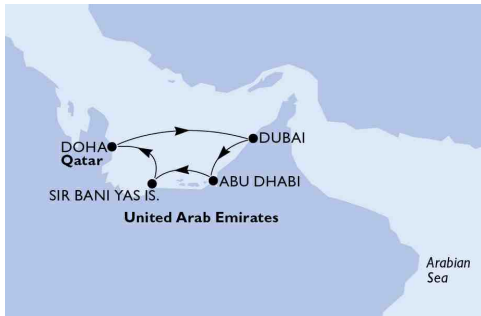 DUBAI
DOHA
Qatar
ABU DHABI
SIR BANI YAS IS.
United Arab Emirates
Arabian
Sea